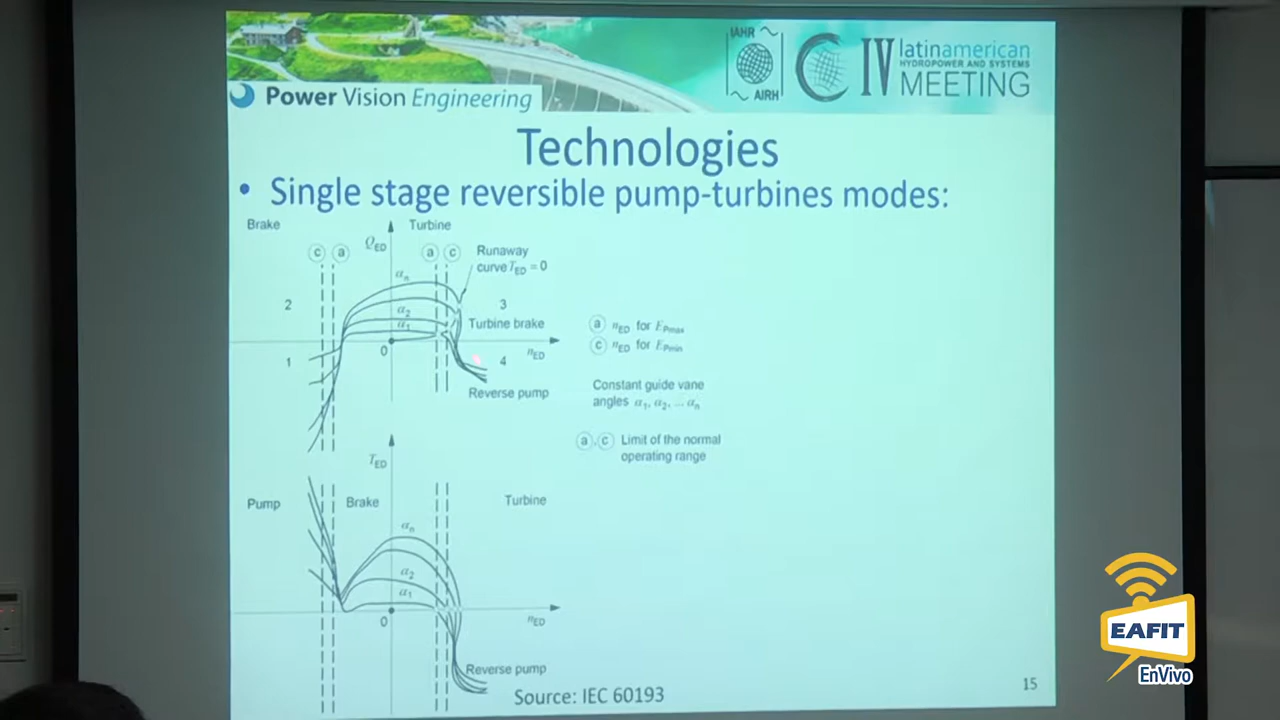 IAHR
AIRH
IV
latinamerican
HYDROPOWER AND SYSTEMS
MEETING
Power Vision Engineering
Technologies
• Single stage reversible pump-turbines modes:
Brake
Turbine
Q_ED
c a
a c
Runaway
curve T_ED = 0
α_n
2
3
α_2
α_1
Turbine brake
0
n_ED
1
4
Reverse pump
a n_ED for E_Pmax
c n_ED for E_Pmin
Constant guide vane
angles α_1, α_2, ... α_n
a, c Limit of the normal
operating range
T_ED
Pump
Brake
Turbine
α_n
α_2
α_1
0
n_ED
Reverse pump
Source: IEC 60193
15
EAFIT
EnVivo